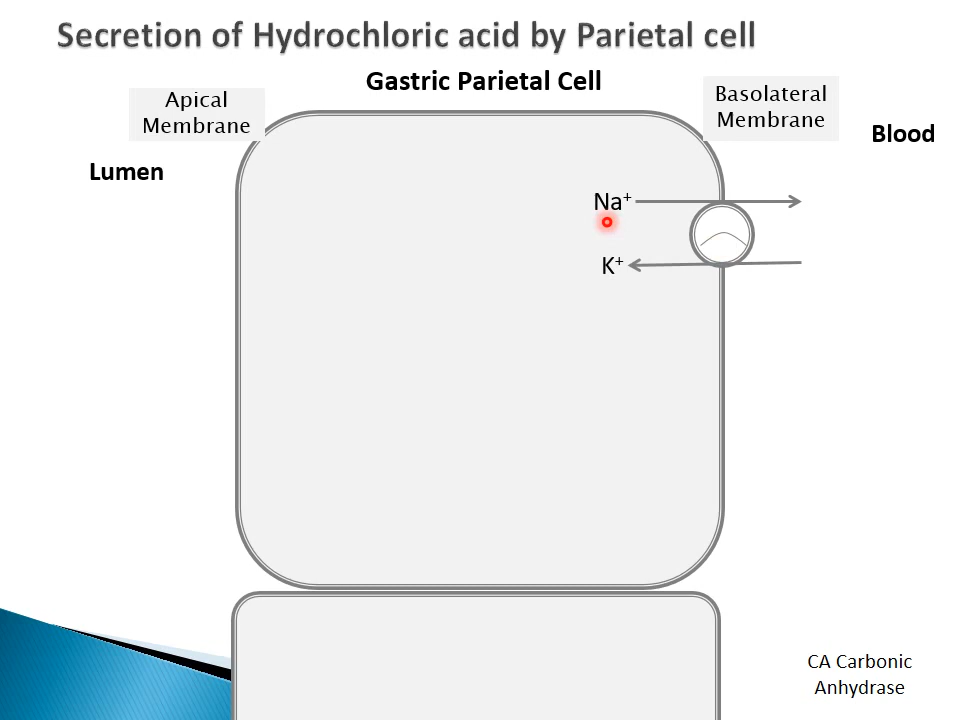 Secretion of Hydrochloric acid by Parietal cell
Gastric Parietal Cell
Apical
Membrane
Basolateral
Membrane
Blood
Lumen
Na⁺
K⁺
CA Carbonic
Anhydrase